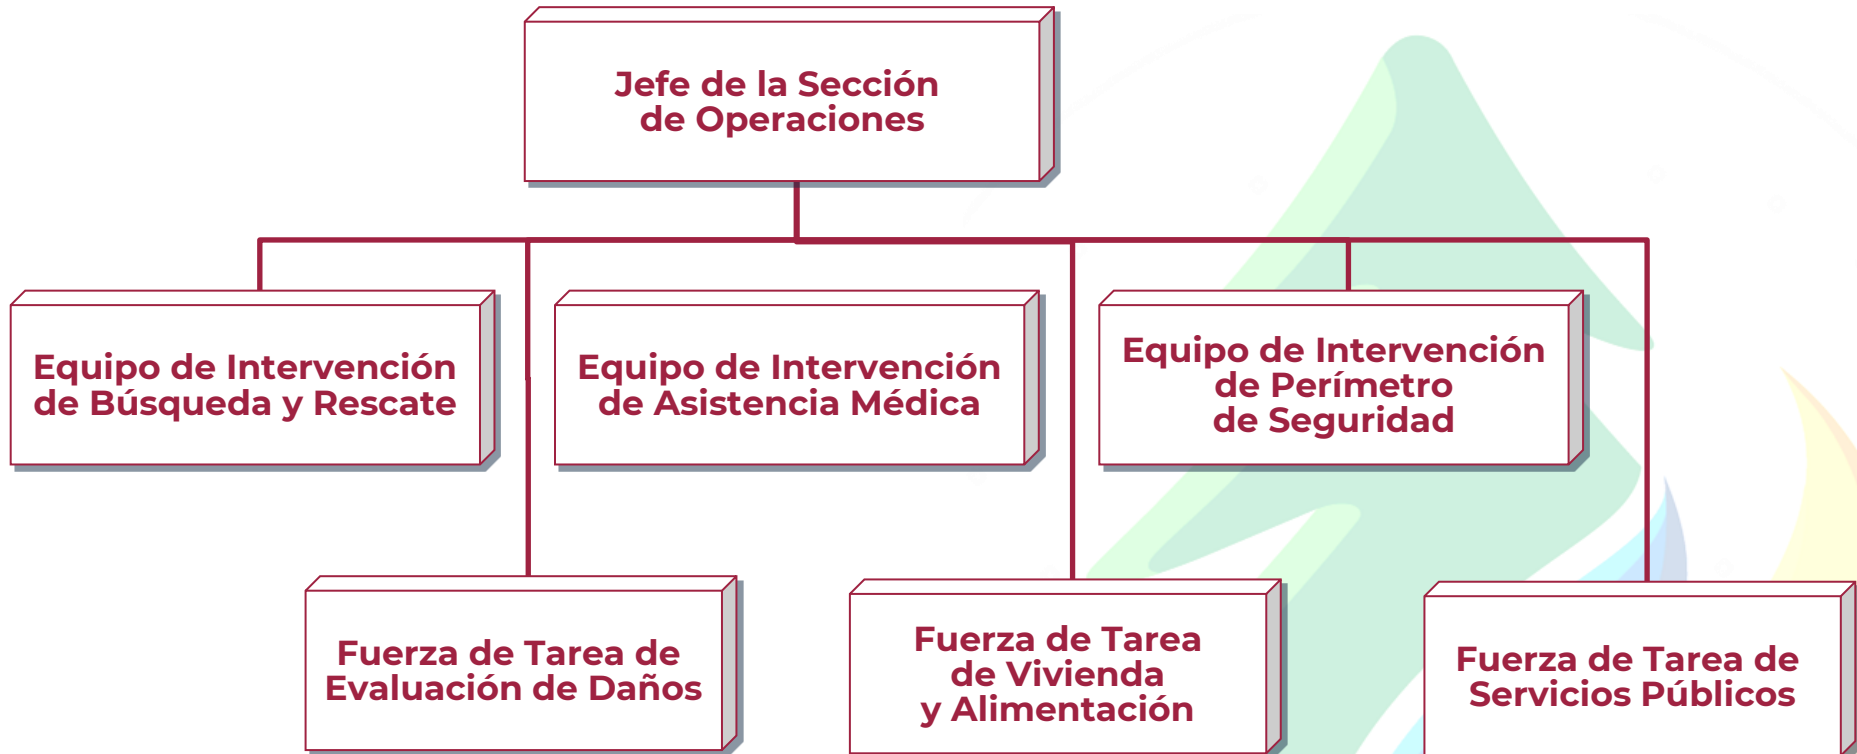 Jefe de la Sección
de Operaciones
Equipo de Intervención
de Búsqueda y Rescate
Equipo de Intervención
de Asistencia Médica
Equipo de Intervención
de Perímetro
de Seguridad
Fuerza de Tarea de
Evaluación de Daños
Fuerza de Tarea
de Vivienda
y Alimentación
Fuerza de Tarea de
Servicios Públicos